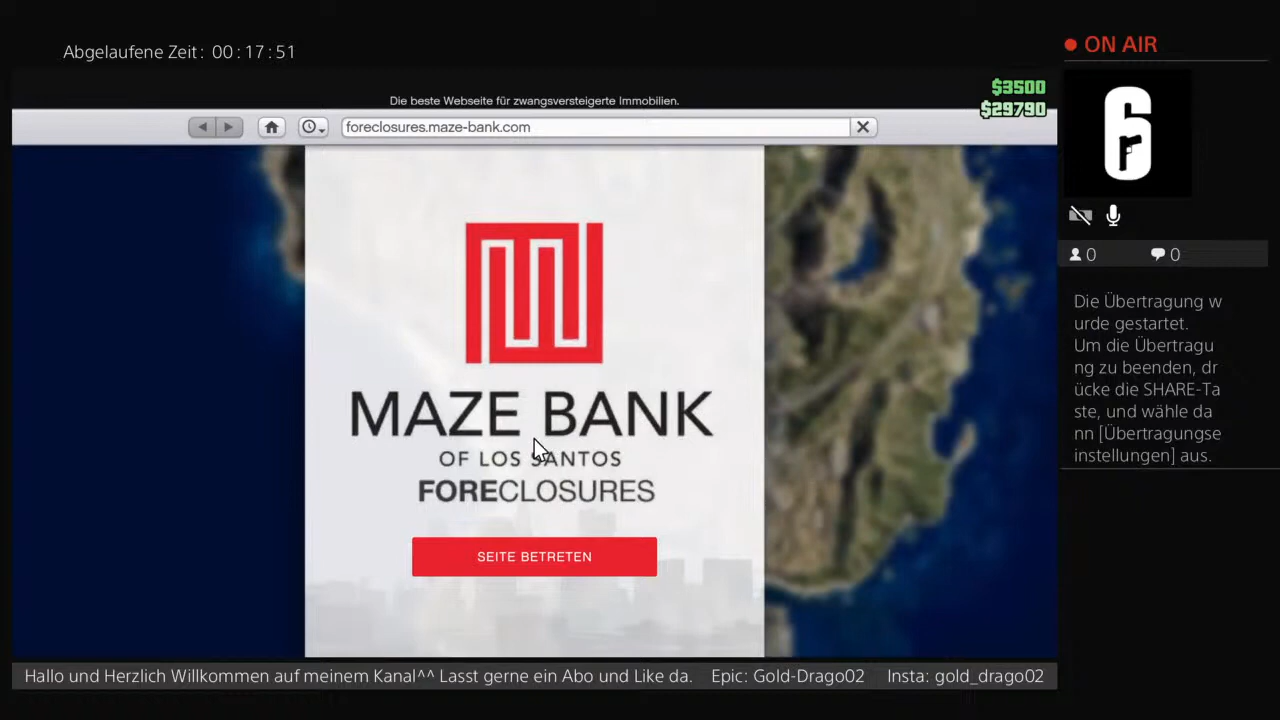 Abgelaufene Zeit: 00:17:51
ON AIR
$3500
$29790
Die beste Webseite für zwangsversteigerte Immobilien.
foreclosures.maze-bank.com
6
0 0
MAZE BANK
OF LOS SANTOS
FORECLOSURES
SEITE BETRETEN
Die Übertragung w
urde gestartet.
Um die Übertragu
ng zu beenden, dr
ücke die SHARE-Ta
ste, und wähle da
nn [Übertragungse
instellungen] aus.
Hallo und Herzlich Willkommen auf meinem Kanal^^ Lasst gerne ein Abo und Like da. Epic: Gold-Drago02 Insta: gold_drago02